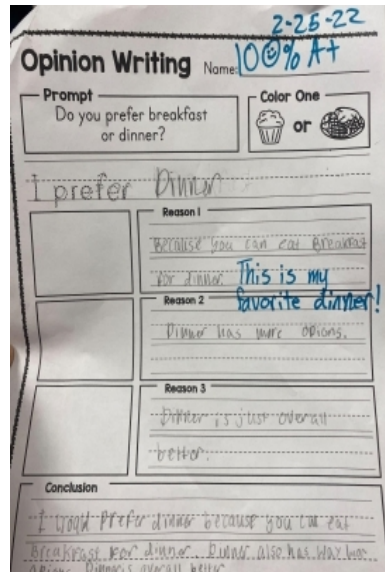 2-25-22
Opinion Writing Name: 100% A+
Prompt
Do you prefer breakfast
or dinner?
Color One
or
I prefer Dinner
Reason 1
Because you can eat Breakfast
for dinner. This is my
favorite dinner!
Reason 2
Dinner has more opions.
Reason 3
Dinner is just overall
better.
Conclusion
I woqld prefer dinner because you can eat
Breakfast for dinner. Dinner also has way
opions. Dinner is overall better